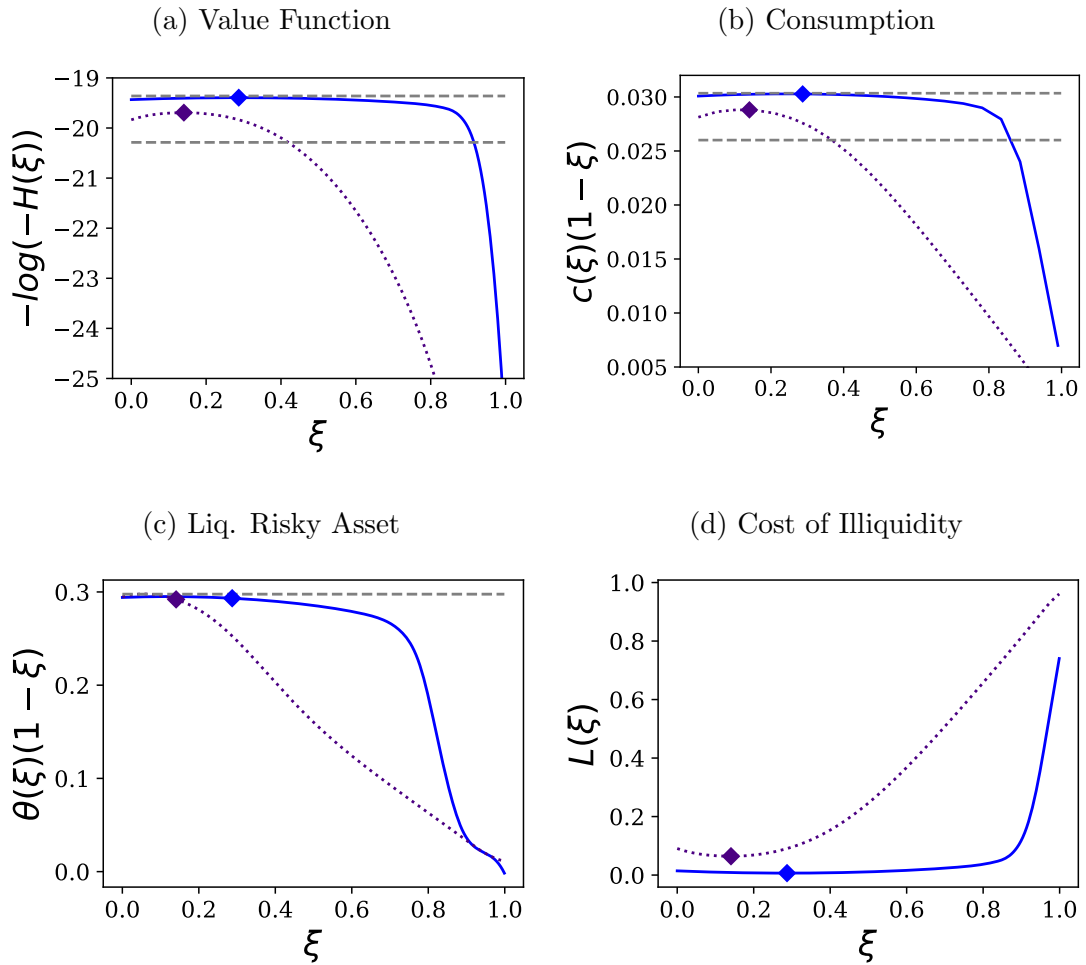 (a) Value Function
−19
−20
−21
−22
−23
−24
−25
−log(−H(ξ))
0.0 0.2 0.4 0.6 0.8 1.0
ξ
(b) Consumption
0.030
0.025
0.020
0.015
0.010
0.005
c(ξ)(1 − ξ)
0.0 0.2 0.4 0.6 0.8 1.0
ξ
(c) Liq. Risky Asset
0.3
0.2
0.1
0.0
θ(ξ)(1 − ξ)
0.0 0.2 0.4 0.6 0.8 1.0
ξ
(d) Cost of Illiquidity
1.0
0.8
0.6
0.4
0.2
0.0
L(ξ)
0.0 0.2 0.4 0.6 0.8 1.0
ξ